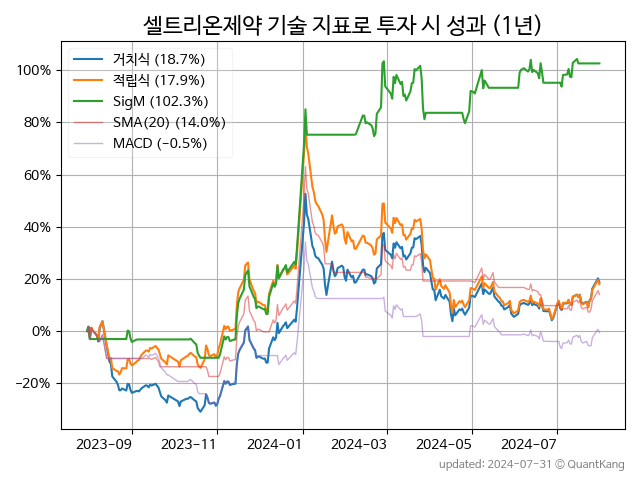 셀트리온제약 기술 지표로 투자 시 성과 (1년)
거치식 (18.7%)
적립식 (17.9%)
SigM (102.3%)
SMA(20) (14.0%)
MACD (−0.5%)
100%
80%
60%
40%
20%
0%
−20%
2023-09 2023-11 2024-01 2024-03 2024-05 2024-07
updated: 2024-07-31 © QuantKang